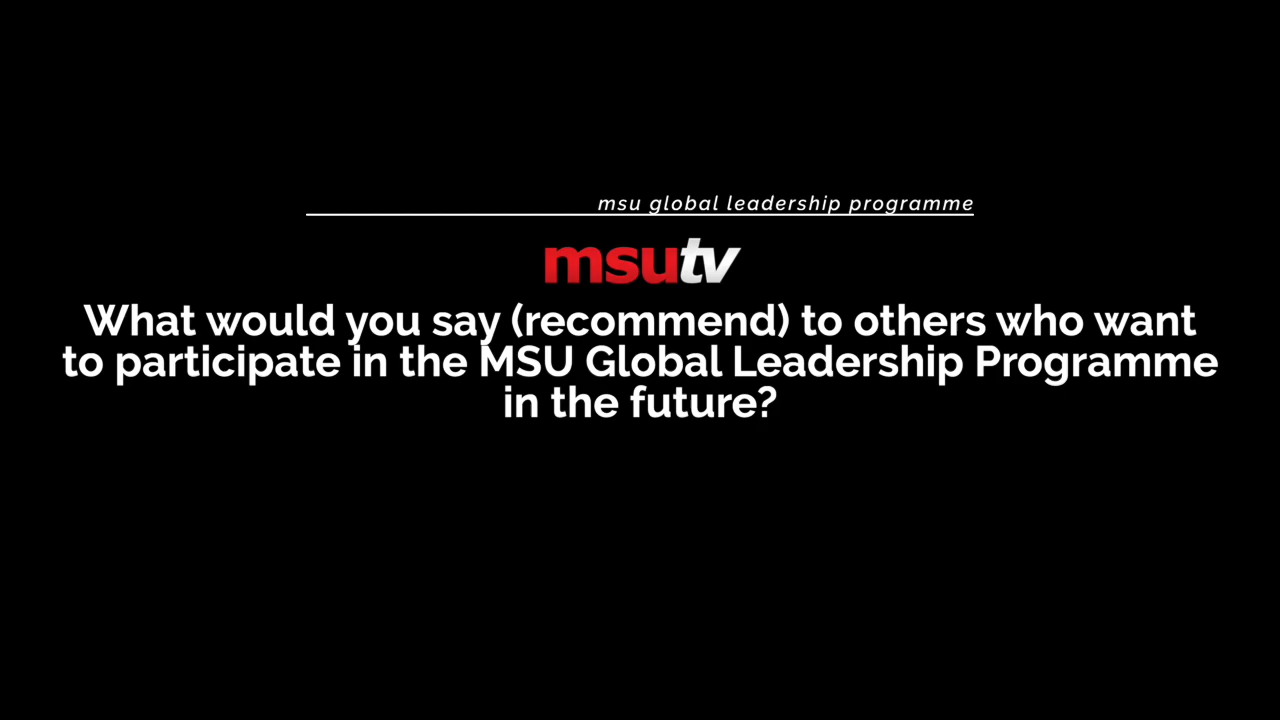 msu global leadership programme
msutv
What would you say (recommend) to others who want
to participate in the MSU Global Leadership Programme
in the future?